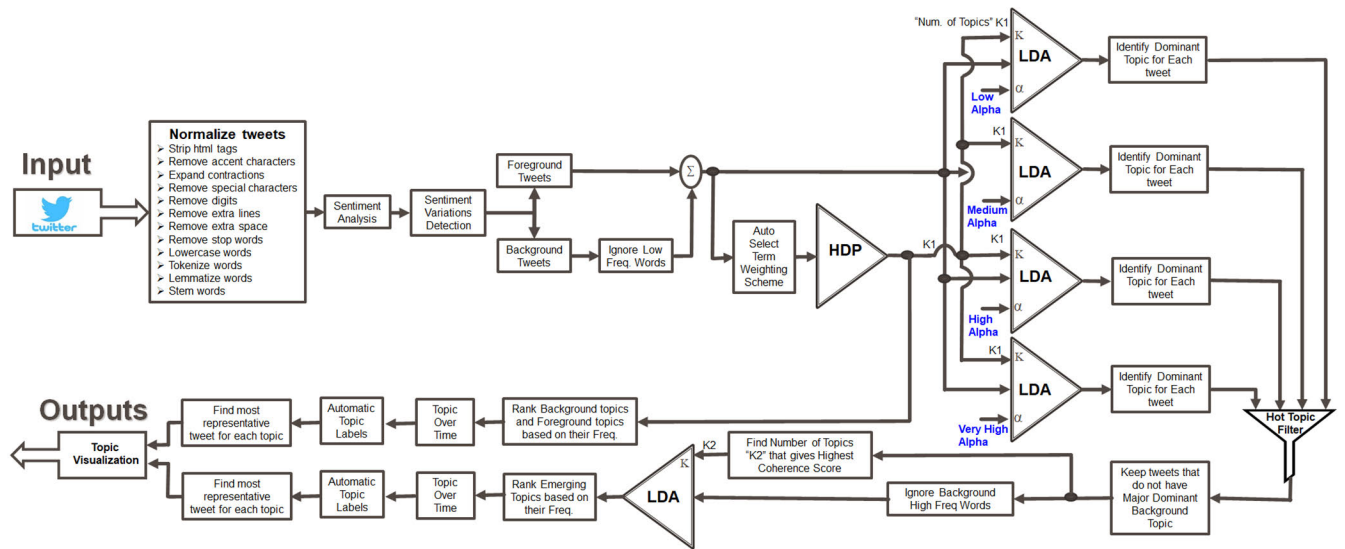 Input
twitter
Normalize tweets
Strip html tags
Remove accent characters
Expand contractions
Remove special characters
Remove digits
Remove extra lines
Remove extra space
Remove stop words
Lowercase words
Tokenize words
Lemmatize words
Stem words
Sentiment
Analysis
Sentiment
Variations
Detection
Foreground
Tweets
Background
Tweets
Ignore Low
Freq. Words
Σ
Auto
Select
Term
Weighting
Scheme
HDP
K1
"Num. of Topics" K1
K
LDA
α
Low
Alpha
Identify Dominant
Topic for Each
tweet
K1
K
LDA
α
Medium
Alpha
Identify Dominant
Topic for Each
tweet
K1
K
LDA
α
High
Alpha
Identify Dominant
Topic for Each
tweet
K1
K
LDA
α
Very High
Alpha
Identify Dominant
Topic for Each
tweet
Hot Topic
Filter
Keep tweets that
do not have
Major Dominant
Background
Topic
Find Number of Topics
"K2" that gives Highest
Coherence Score
Ignore Background
High Freq Words
K2
K
LDA
Rank Background topics
and Foreground topics
based on their Freq.
Topic
Over
Time
Automatic
Topic
Labels
Find most
representative
tweet for each topic
Rank Emerging
Topics based on
their Freq.
Topic
Over
Time
Automatic
Topic
Labels
Find most
representative
tweet for each topic
Outputs
Topic
Visualization